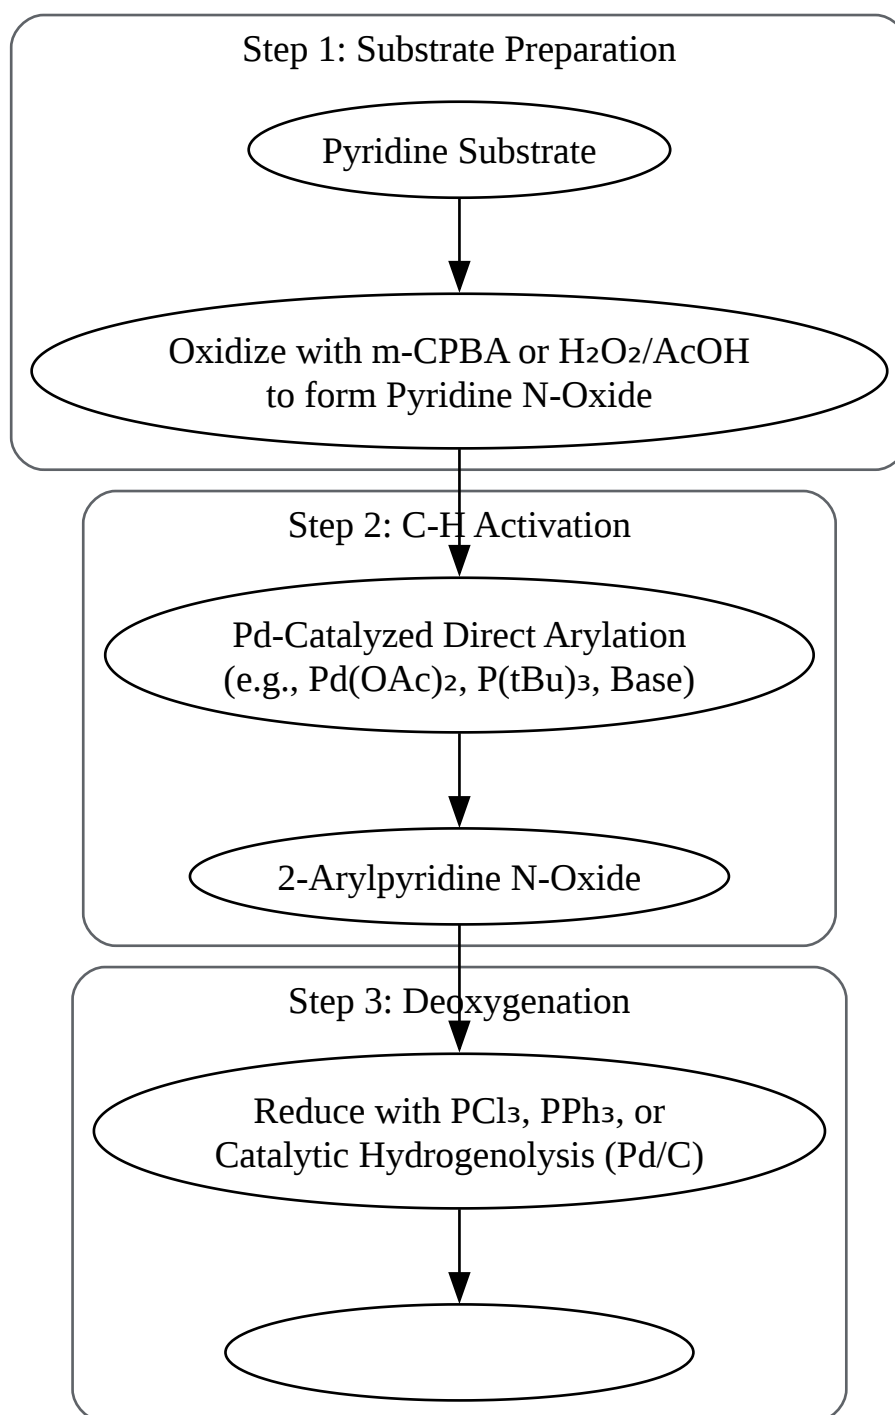 Step 1: Substrate Preparation
Pyridine Substrate
Oxidize with m-CPBA or H₂O₂/AcOH
to form Pyridine N-Oxide
Step 2: C-H Activation
Pd-Catalyzed Direct Arylation
(e.g., Pd(OAc)₂, P(tBu)₃, Base)
2-Arylpyridine N-Oxide
Step 3: Deoxygenation
Reduce with PCl₃, PPh₃, or
Catalytic Hydrogenolysis (Pd/C)